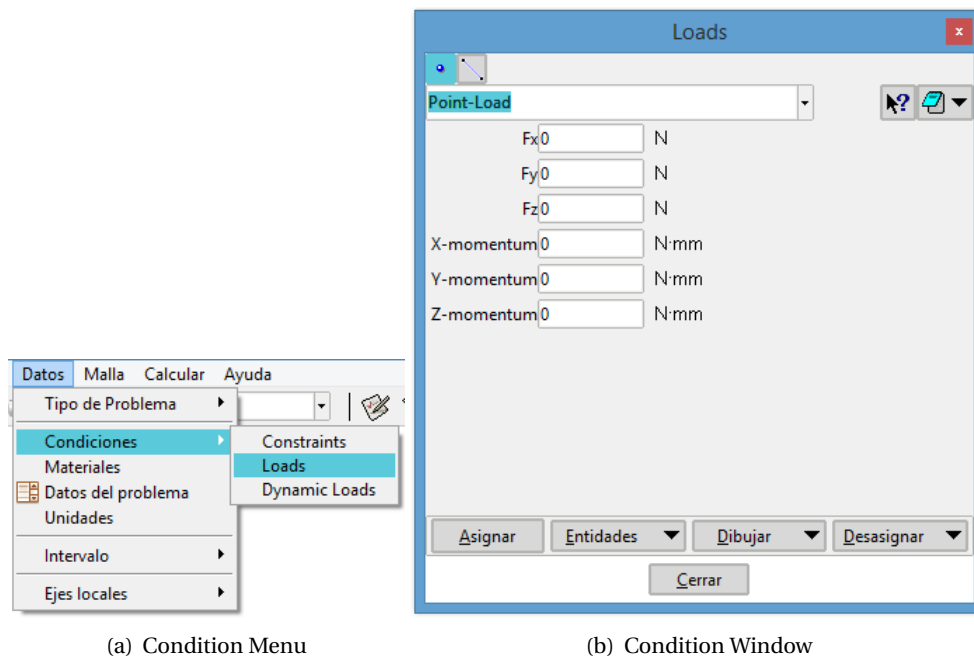 Loads
x
Point-Load
Fx 0 N
Fy 0 N
Fz 0 N
X-momentum 0 N·mm
Y-momentum 0 N·mm
Z-momentum 0 N·mm
Asignar Entidades Dibujar Desasignar
Cerrar
Datos Malla Calcular Ayuda
Tipo de Problema
Condiciones
Materiales
Datos del problema
Unidades
Intervalo
Ejes locales
Constraints
Loads
Dynamic Loads
(a) Condition Menu
(b) Condition Window